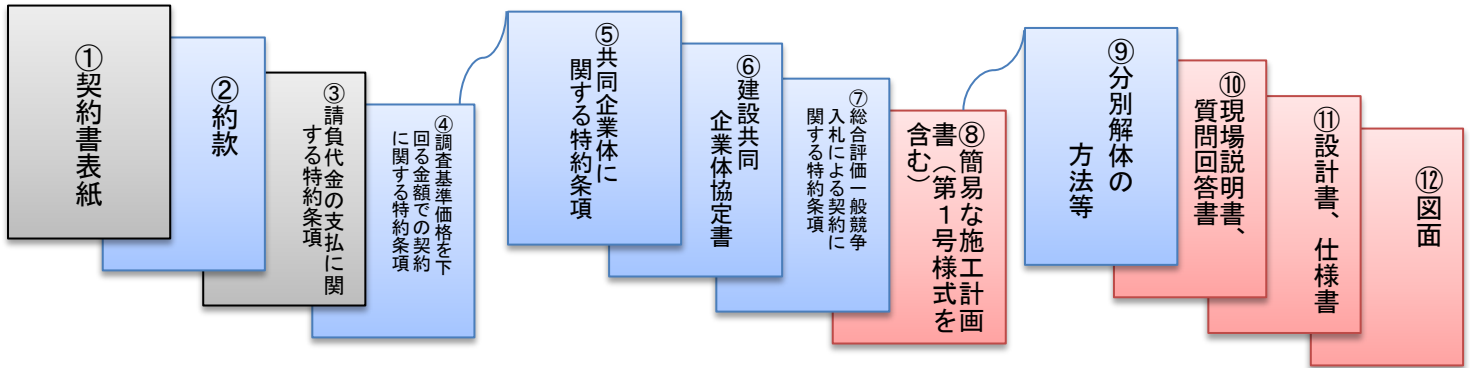 ①契約書表紙
②約款
③請負代金の支払に関
する特約条項
④調査基準価格を下
回る金額での契約
に関する特約条項
⑤共同企業体に
関する特約条項
⑥建設共同
企業体協定書
⑦総合評価一般競争
入札による契約に
関する特約条項
⑧簡易な施工計画
書（第１号様式を
含む）
⑨分別解体の
方法等
⑩現場説明書、
質問回答書
⑪設計書、仕様書
⑫図面